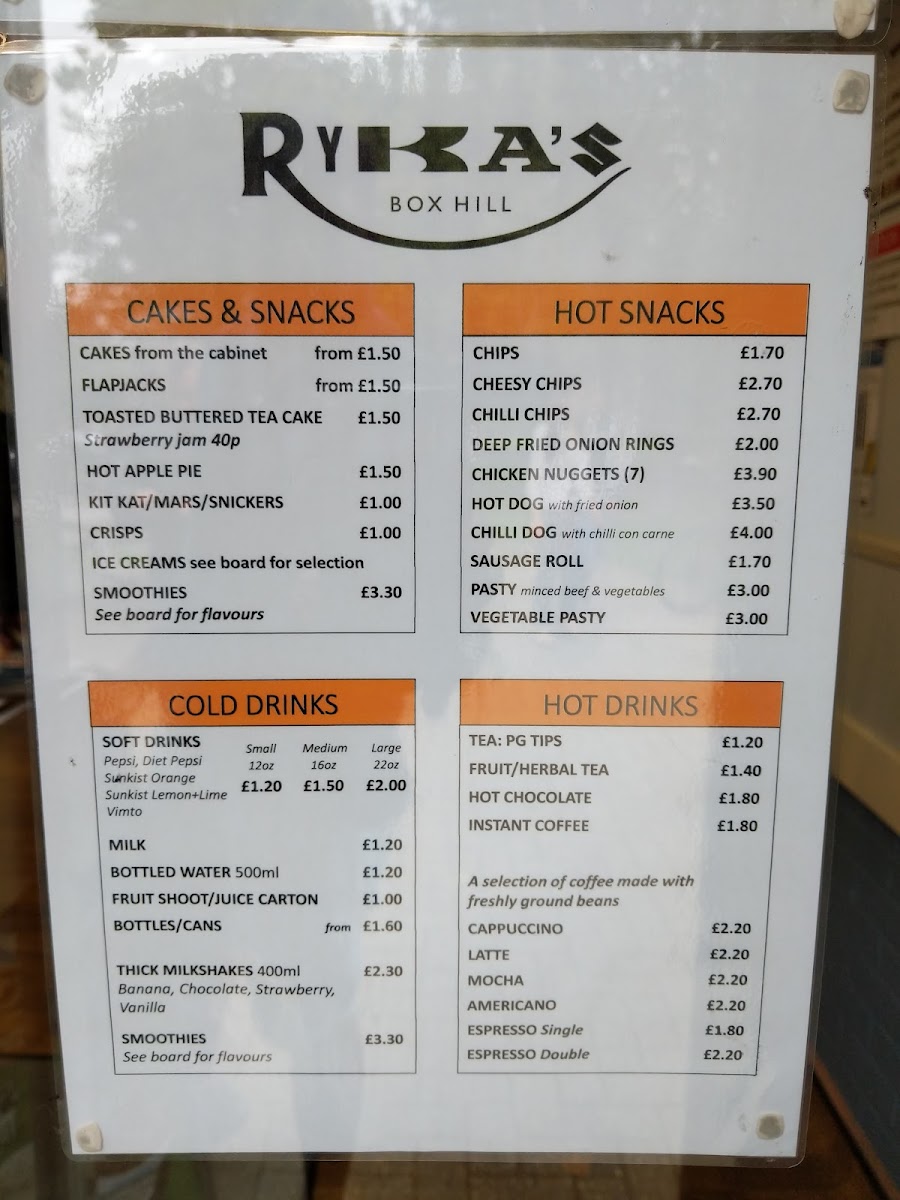 RYKA'S
BOX HILL
CAKES & SNACKS
CAKES from the cabinet from £1.50
FLAPJACKS from £1.50
TOASTED BUTTERED TEA CAKE £1.50
Strawberry jam 40p
HOT APPLE PIE £1.50
KIT KAT/MARS/SNICKERS £1.00
CRISPS £1.00
ICE CREAMS see board for selection
SMOOTHIES £3.30
See board for flavours
HOT SNACKS
CHIPS £1.70
CHEESY CHIPS £2.70
CHILLI CHIPS £2.70
DEEP FRIED ONION RINGS £2.00
CHICKEN NUGGETS (7) £3.90
HOT DOG with fried onion £3.50
CHILLI DOG with chilli con carne £4.00
SAUSAGE ROLL £1.70
PASTY minced beef & vegetables £3.00
VEGETABLE PASTY £3.00
COLD DRINKS
SOFT DRINKS Small Medium Large
Pepsi, Diet Pepsi 12oz 16oz 22oz
Sunkist Orange £1.20 £1.50 £2.00
Sunkist Lemon+Lime
Vimto
MILK £1.20
BOTTLED WATER 500ml £1.20
FRUIT SHOOT/JUICE CARTON £1.00
BOTTLES/CANS from £1.60
THICK MILKSHAKES 400ml £2.30
Banana, Chocolate, Strawberry,
Vanilla
SMOOTHIES £3.30
See board for flavours
HOT DRINKS
TEA: PG TIPS £1.20
FRUIT/HERBAL TEA £1.40
HOT CHOCOLATE £1.80
INSTANT COFFEE £1.80
A selection of coffee made with
freshly ground beans
CAPPUCCINO £2.20
LATTE £2.20
MOCHA £2.20
AMERICANO £2.20
ESPRESSO Single £1.80
ESPRESSO Double £2.20